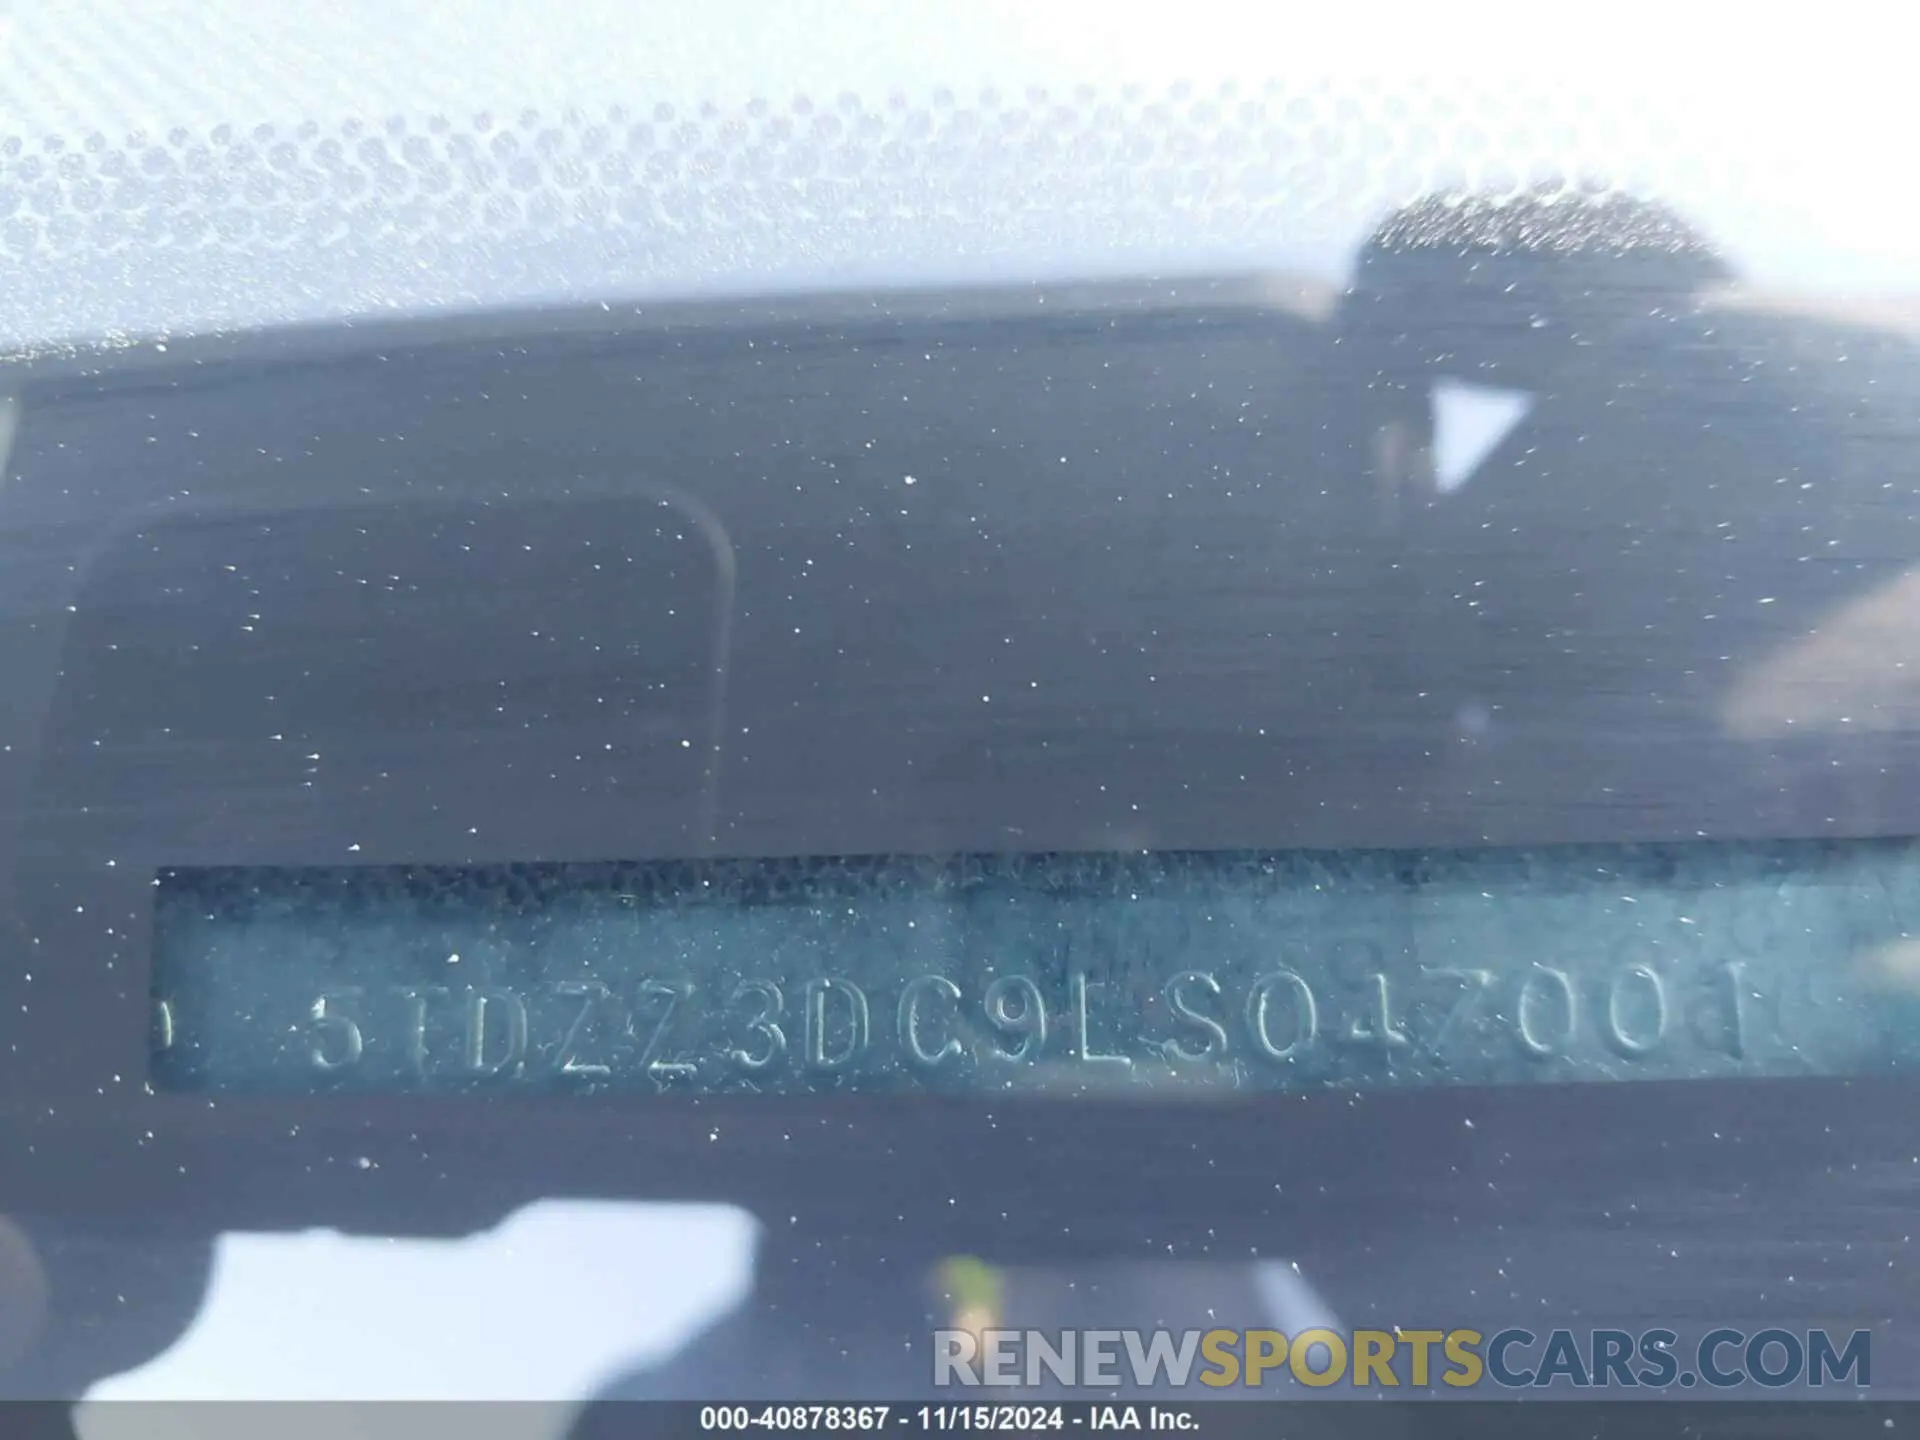 5TDZZ3DC9LS047001
RENEWSPORTSCARS.COM
000-40878367 - 11/15/2024 - IAA Inc.